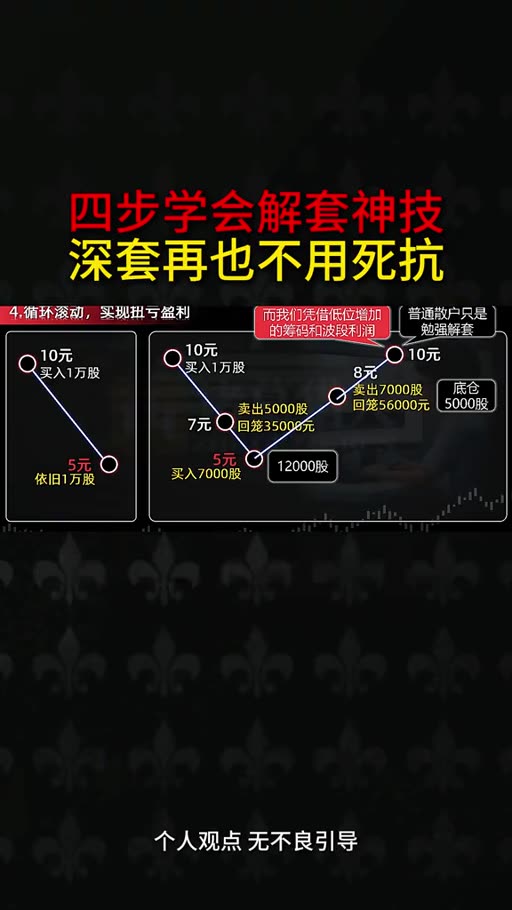 四步学会解套神技
深套再也不用死抗
4.循环滚动，实现扭亏盈利
而我们凭借低位增加
的筹码和波段利润
普通散户只是
勉强解套
10元
买入1万股
5元
依旧1万股
10元
买入1万股
7元
卖出5000股
回笼35000元
5元
买入7000股
12000股
8元
卖出7000股
回笼56000元
10元
底仓
5000股
个人观点 无不良引导